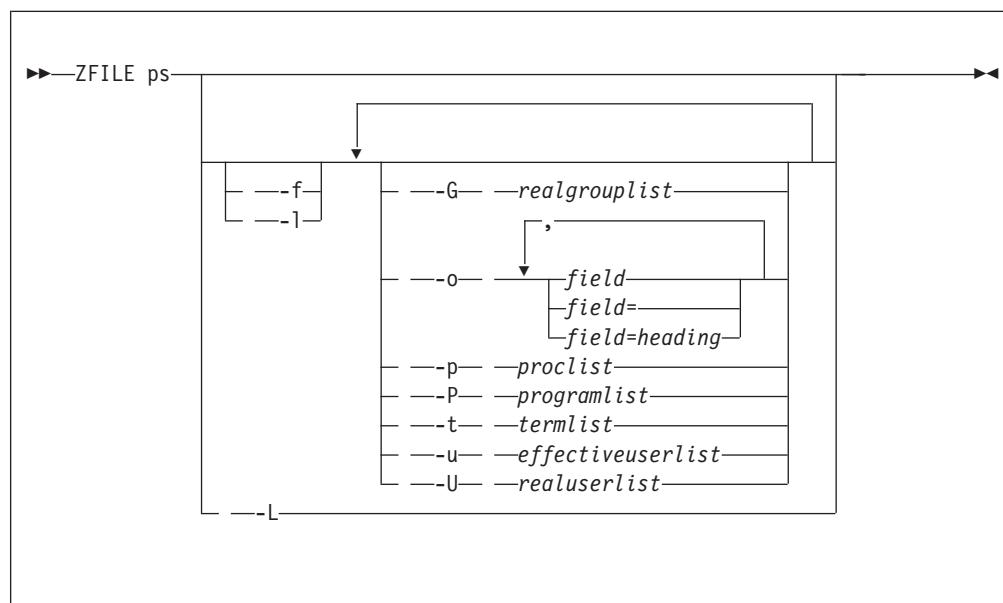 ZFILE ps
-f
-l
-G realgrouplist
,
-o field
field=
field=heading
-p proclist
-P programlist
-t termlist
-u effectiveuserlist
-U realuserlist
-L